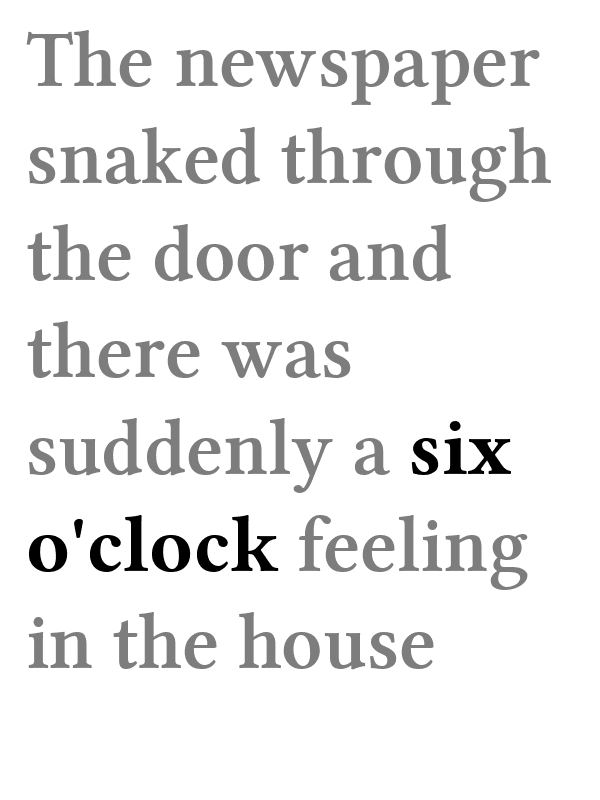 The newspaper
snaked through
the door and
there was
suddenly a six
o'clock feeling
in the house